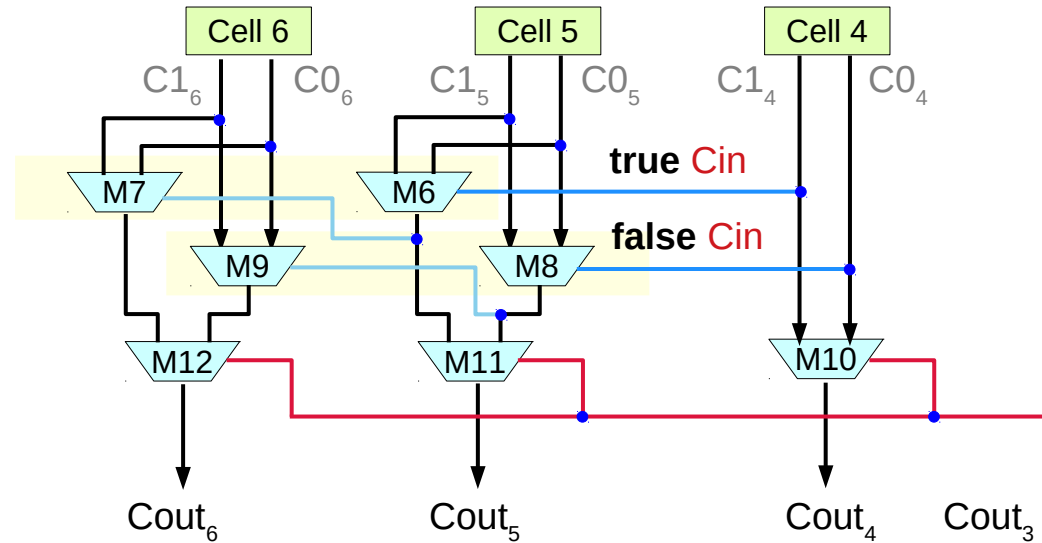 Cell 6 Cell 5 Cell 4
C1₆ C0₆ C1₅ C0₅ C1₄ C0₄
true Cin
M7 M6
false Cin
M9 M8
M12 M11 M10
Cout₆ Cout₅ Cout₄ Cout₃